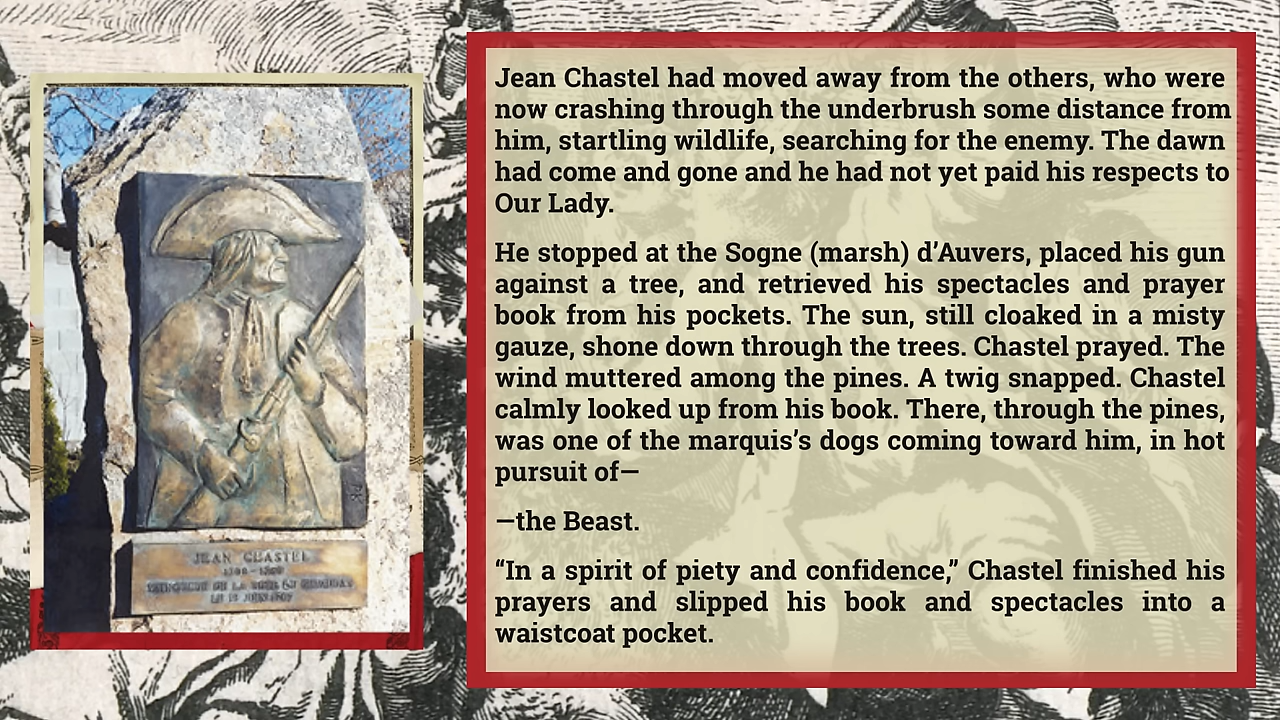 Jean Chastel had moved away from the others, who were
now crashing through the underbrush some distance from
him, startling wildlife, searching for the enemy. The dawn
had come and gone and he had not yet paid his respects to
Our Lady.
He stopped at the Sogne (marsh) d’Auvers, placed his gun
against a tree, and retrieved his spectacles and prayer
book from his pockets. The sun, still cloaked in a misty
gauze, shone down through the trees. Chastel prayed. The
wind muttered among the pines. A twig snapped. Chastel
calmly looked up from his book. There, through the pines,
was one of the marquis’s dogs coming toward him, in hot
pursuit of—
—the Beast.
“In a spirit of piety and confidence,” Chastel finished his
prayers and slipped his book and spectacles into a
waistcoat pocket.
JEAN CHASTEL
DE LA
LE 19 JUIN